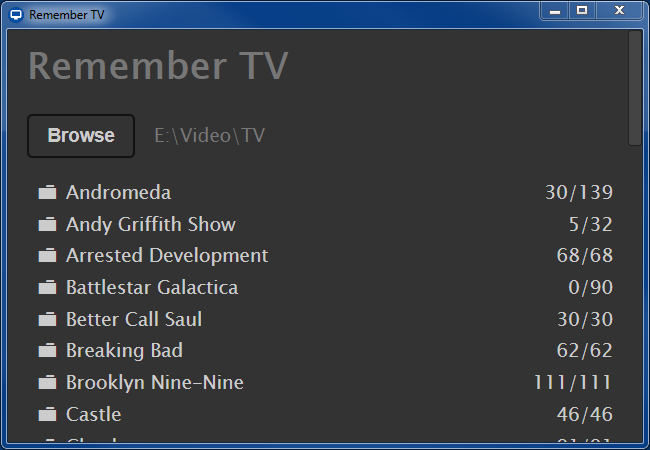 Remember TV
Remember TV
Browse E:\Video\TV
Andromeda 30/139
Andy Griffith Show 5/32
Arrested Development 68/68
Battlestar Galactica 0/90
Better Call Saul 30/30
Breaking Bad 62/62
Brooklyn Nine-Nine 111/111
Castle 46/46